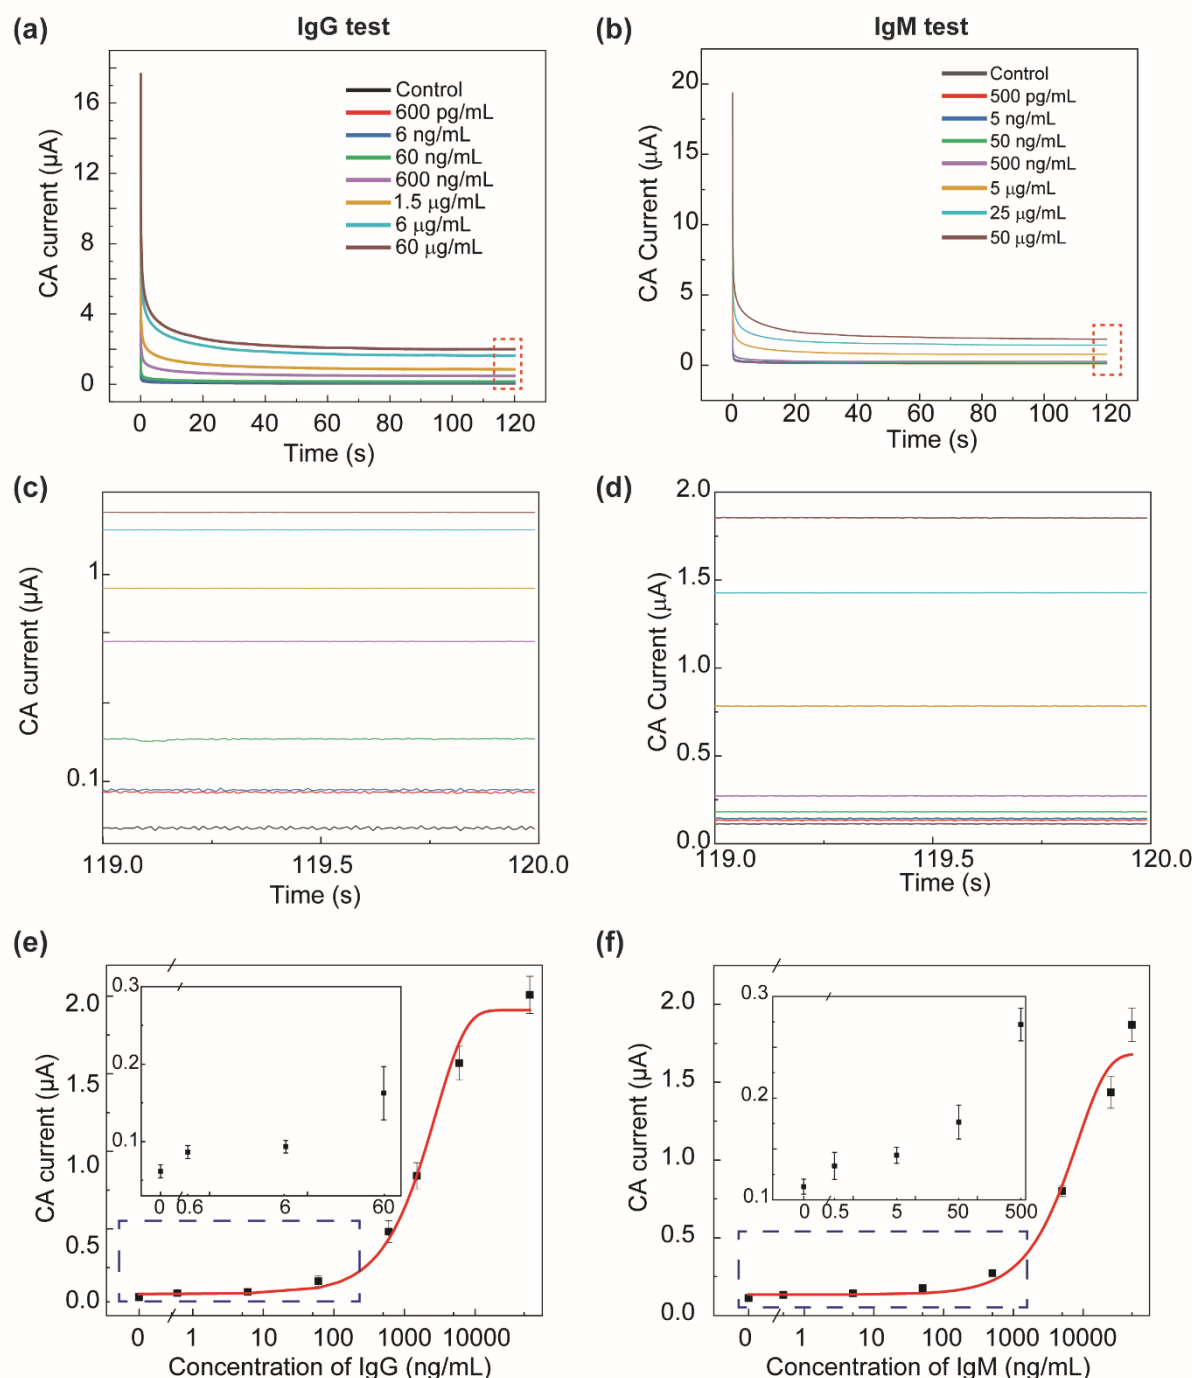 (a)
IgG test
CA current (µA)
16
12
8
4
0
Control
600 pg/mL
6 ng/mL
60 ng/mL
600 ng/mL
1.5 µg/mL
6 µg/mL
60 µg/mL
0 20 40 60 80 100 120
Time (s)
(b)
IgM test
CA Current (µA)
20
15
10
5
0
Control
500 pg/mL
5 ng/mL
50 ng/mL
500 ng/mL
5 µg/mL
25 µg/mL
50 µg/mL
0 20 40 60 80 100 120
Time (s)
(c)
CA current (µA)
1
0.1
119.0 119.5 120.0
Time (s)
(d)
CA Current (µA)
2.0
1.5
1.0
0.5
0.0
119.0 119.5 120.0
Time (s)
(e)
CA current (µA)
2.0
1.5
1.0
0.5
0.0
0.3
0.2
0.1
0 0.6 6 60
0 1 10 100 1000 10000
Concentration of IgG (ng/mL)
(f)
CA current (µA)
2.0
1.5
1.0
0.5
0.0
0.3
0.2
0.1
0 0.5 5 50 500
0 1 10 100 1000 10000
Concentration of IgM (ng/mL)